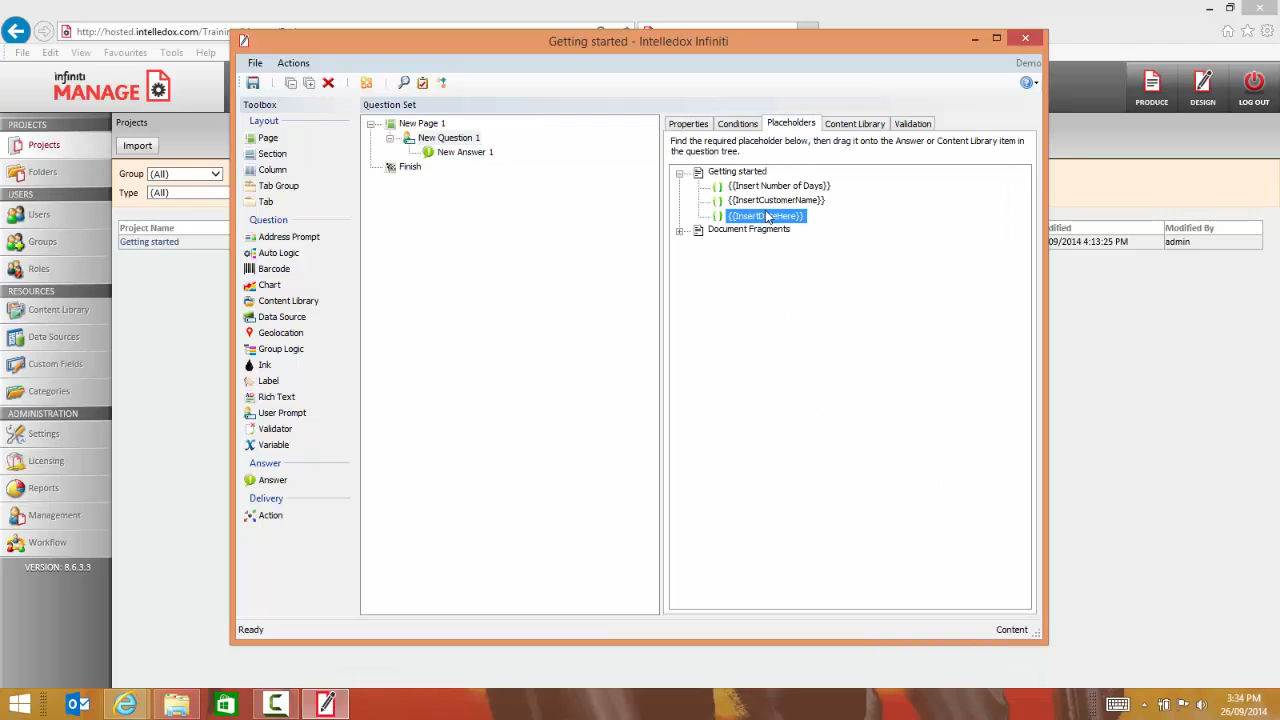 http://hosted.intelledox.com/Train
File Edit View Favourites Tools Help
Getting started - Intelledox Infiniti
File Actions
Demo
infiniti
MANAGE
PRODUCE
DESIGN
LOG OUT
PROJECTS
Projects
Folders
USERS
Users
Groups
Roles
RESOURCES
Content Library
Data Sources
Custom Fields
Categories
ADMINISTRATION
Settings
Licensing
Reports
Management
Workflow
VERSION: 8.6.3.3
Projects
Import
Group (All)
Type (All)
Project Name
Getting started
Modified By
09/2014 4:13:25 PM admin
Toolbox
Layout
Page
Section
Column
Tab Group
Tab
Question
Address Prompt
Auto Logic
Barcode
Chart
Content Library
Data Source
Geolocation
Group Logic
Ink
Label
Rich Text
User Prompt
Validator
Variable
Answer
Answer
Delivery
Action
Question Set
New Page 1
New Question 1
New Answer 1
Finish
Properties Conditions Placeholders Content Library Validation
Find the required placeholder below, then drag it onto the Answer or Content Library item in
the question tree.
Getting started
{{Insert Number of Days}}
{{InsertCustomerName}}
{{InsertDateHere}}
Document Fragments
Ready
Content
3:34 PM
26/09/2014